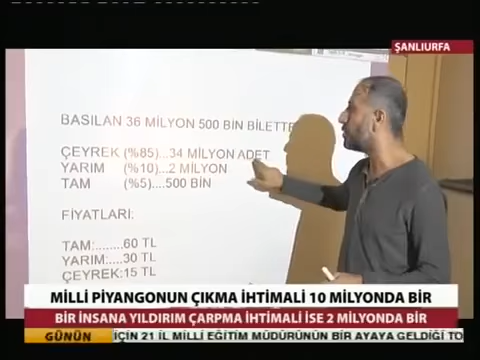 ŞANLIURFA
BASILAN 36 MİLYON 500 BİN BİLETTE
ÇEYREK (%85)...34 MİLYON ADET
YARIM (%10)...2 MİLYON
TAM (%5)....500 BİN
FİYATLARI:
TAM:.......60 TL
YARIM:....30 TL
ÇEYREK:15 TL
MİLLİ PİYANGONUN ÇIKMA İHTİMALİ 10 MİLYONDA BİR
BİR İNSANA YILDIRIM ÇARPMA İHTİMALİ İSE 2 MİLYONDA BİR
GÜNÜN İÇİN 21 İL MİLLİ EĞİTİM MÜDÜRÜNÜN BİR AYAYA GELDİĞİ TO